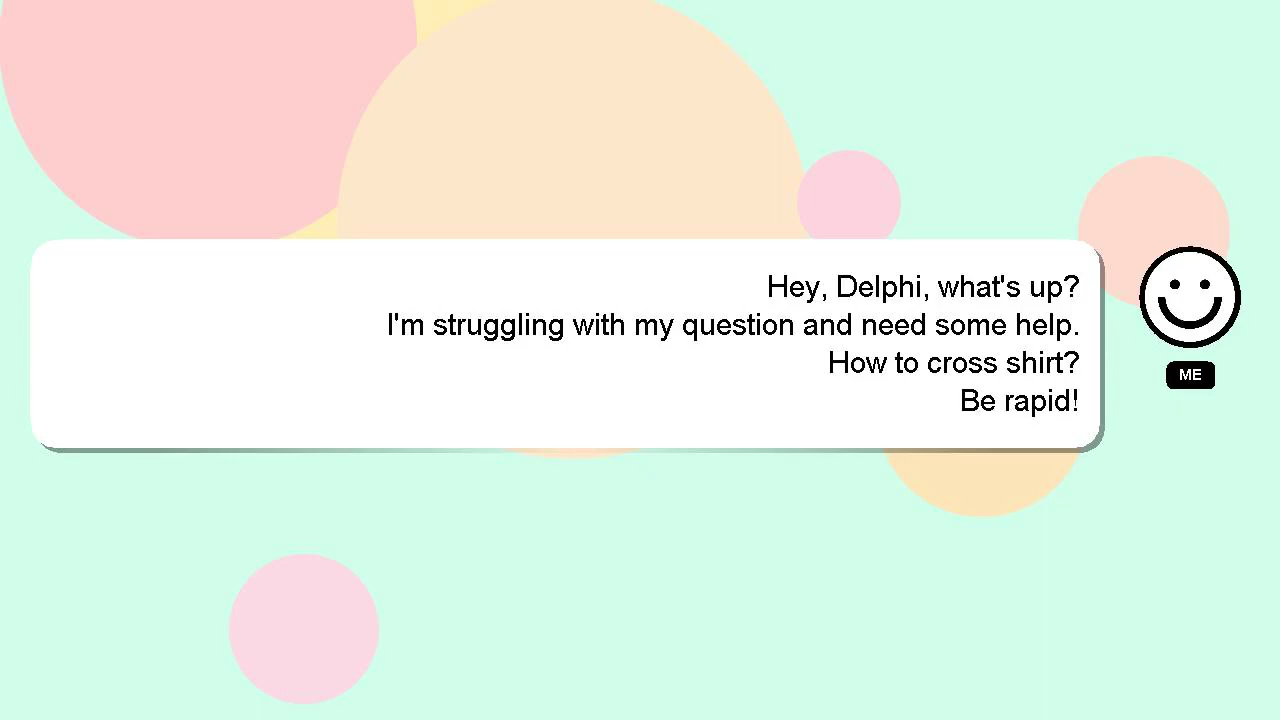 Hey, Delphi, what's up?
I'm struggling with my question and need some help.
How to cross shirt?
Be rapid!
ME